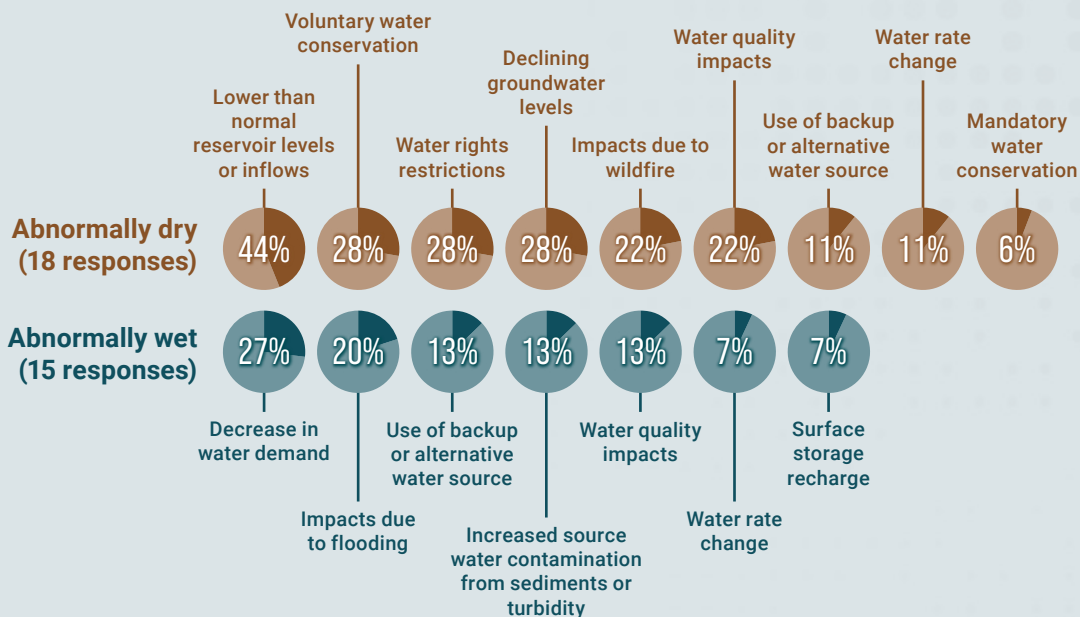 Lower than
normal
reservoir levels
or inflows
Voluntary water
conservation
Water rights
restrictions
Declining
groundwater
levels
Impacts due to
wildfire
Water quality
impacts
Use of backup
or alternative
water source
Water rate
change
Mandatory
water
conservation
Abnormally dry
(18 responses)
44%
28%
28%
28%
22%
22%
11%
11%
6%
Abnormally wet
(15 responses)
27%
20%
13%
13%
13%
7%
7%
Decrease in
water demand
Impacts due
to flooding
Use of backup
or alternative
water source
Increased source
water contamination
from sediments or
turbidity
Water quality
impacts
Water rate
change
Surface
storage
recharge